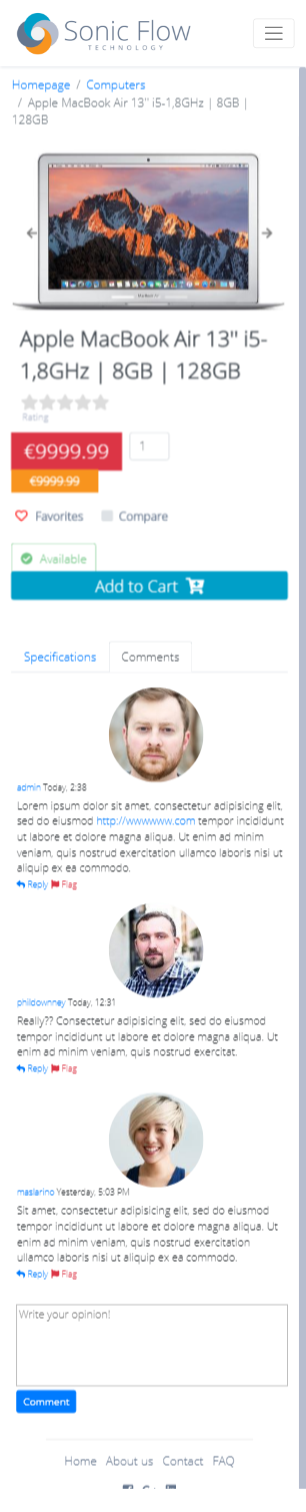 Sonic Flow
TECHNOLOGY
Homepage / Computers
/ Apple MacBook Air 13" i5-1,8GHz | 8GB |
128GB
MacBook Air
Apple MacBook Air 13" i5-
1,8GHz | 8GB | 128GB
Rating
€9999.99 1
€9999.99
Favorites Compare
Available
Add to Cart
Specifications Comments
admin Today, 2:38
Lorem ipsum dolor sit amet, consectetur adipisicing elit,
sed do eiusmod http://wwwwww.com tempor incididunt
ut labore et dolore magna aliqua. Ut enim ad minim
veniam, quis nostrud exercitation ullamco laboris nisi ut
aliquip ex ea commodo.
Reply Flag
phildownney Today, 12:31
Really?? Consectetur adipisicing elit, sed do eiusmod
tempor incididunt ut labore et dolore magna aliqua. Ut
enim ad minim veniam, quis nostrud exercitat.
Reply Flag
maslarino Yesterday, 5:03 PM
Sit amet, consectetur adipisicing elit, sed do eiusmod
tempor incididunt ut labore et dolore magna aliqua. Ut
enim ad minim veniam, quis nostrud exercitation
ullamco laboris nisi ut aliquip ex ea commodo.
Reply Flag
Write your opinion!
Comment
Home About us Contact FAQ